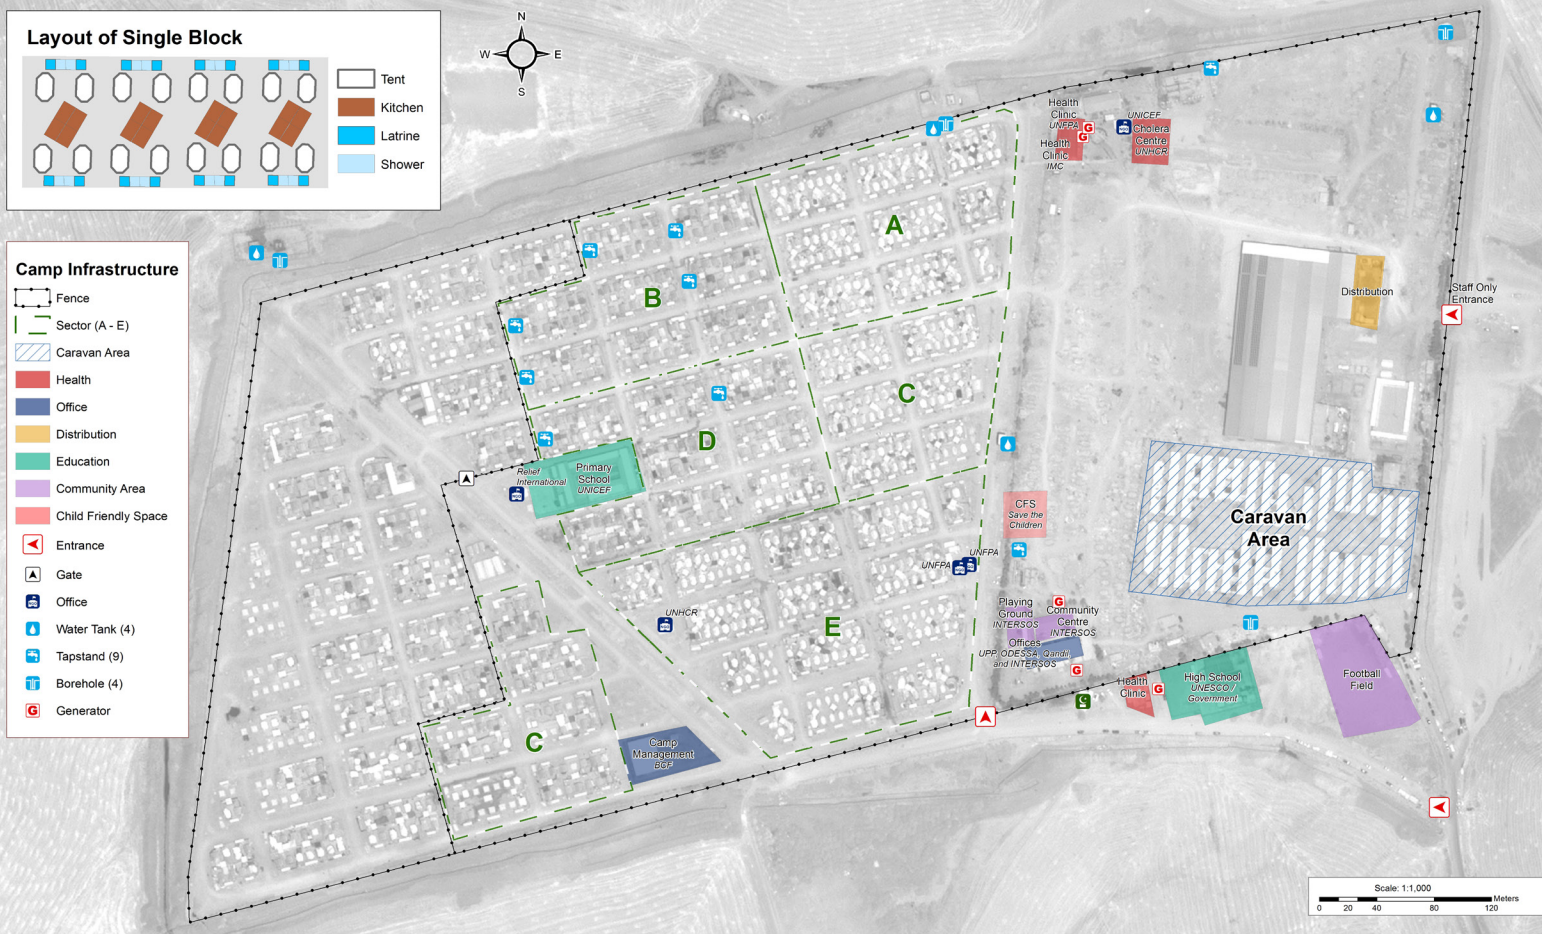 Layout of Single Block
Tent
Kitchen
Latrine
Shower
N
W
E
S
Camp Infrastructure
Fence
Sector (A - E)
Caravan Area
Health
Office
Distribution
Education
Community Area
Child Friendly Space
Entrance
Gate
Office
Water Tank (4)
Tapstand (9)
Borehole (4)
G
Generator
Health
Clinic
UNFPA
G
G
Health
Clinic
IMC
UNICEF
Cholera
Centre
UNHCR
A
B
Distribution
Staff Only
Entrance
C
D
Relief
International
Primary
School
UNICEF
CFS
Save the
Children
Caravan
Area
UNFPA
UNFPA
UNHCR
E
Playing
Ground
INTERSOS
G
Community
Centre
INTERSOS
Offices
UPP, ODESSA, Qandil,
and INTERSOS
G
Health
Clinic
G
High School
UNESCO /
Government
Football
Field
C
Camp
Management
BCF
Scale: 1:1,000
Meters
0 20 40 80 120